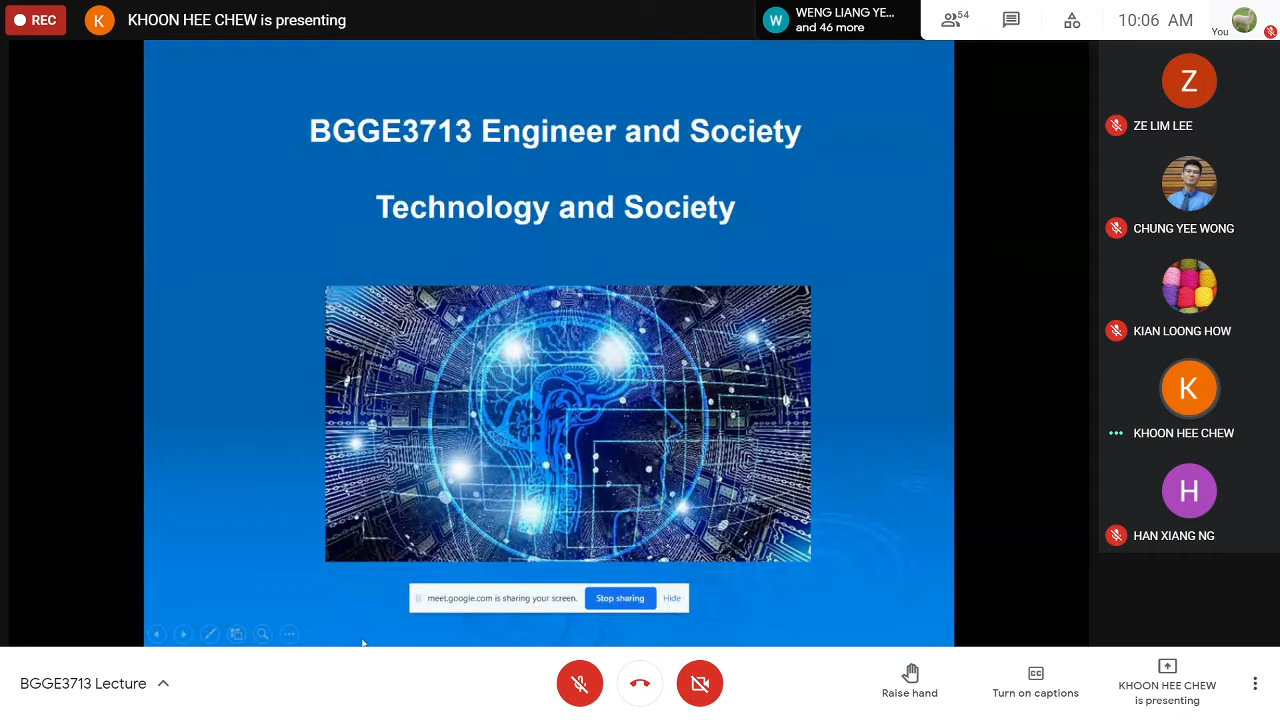 REC
K
KHOON HEE CHEW is presenting
W
WENG LIANG YE...
and 46 more
54
10:06 AM
You
BGGE3713 Engineer and Society
Technology and Society
meet.google.com is sharing your screen.
Stop sharing
Hide
Z
ZE LIM LEE
CHUNG YEE WONG
KIAN LOONG HOW
K
KHOON HEE CHEW
H
HAN XIANG NG
BGGE3713 Lecture
Raise hand
CC
Turn on captions
KHOON HEE CHEW
is presenting